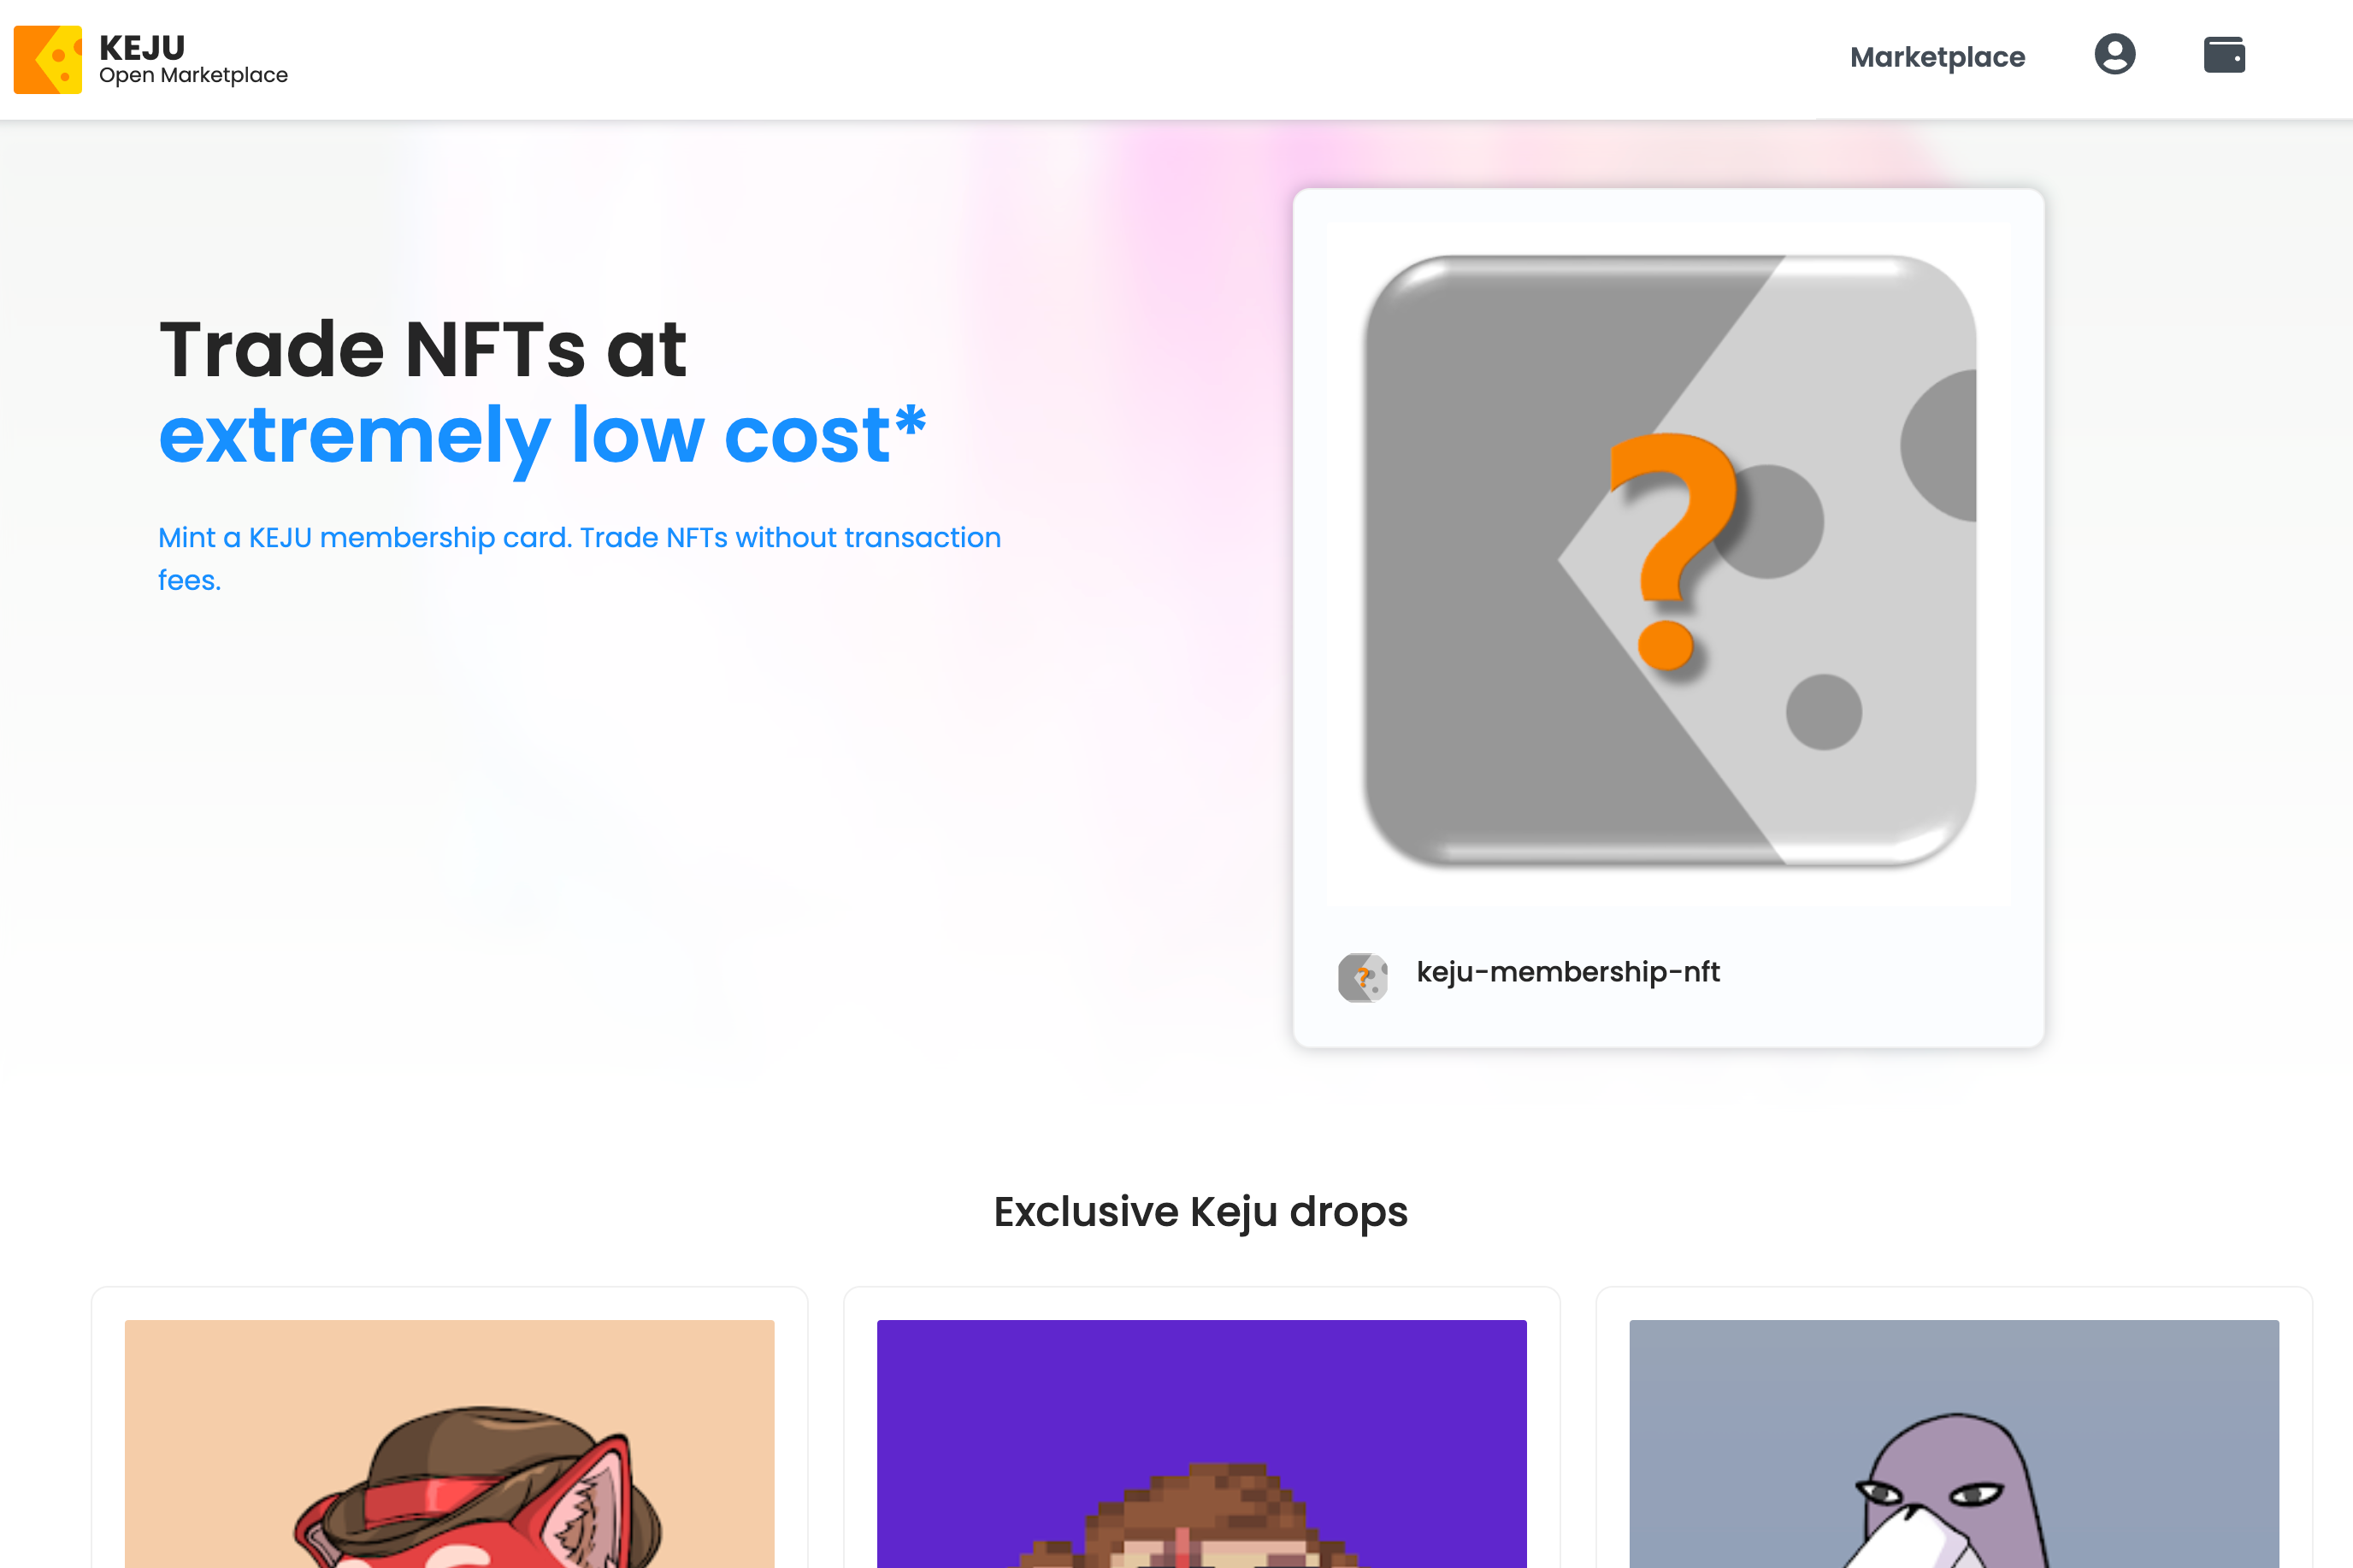 KEJU
Open Marketplace
Marketplace
Trade NFTs at
extremely low cost*
Mint a KEJU membership card. Trade NFTs without transaction
fees.
?
?
keju-membership-nft
Exclusive Keju drops